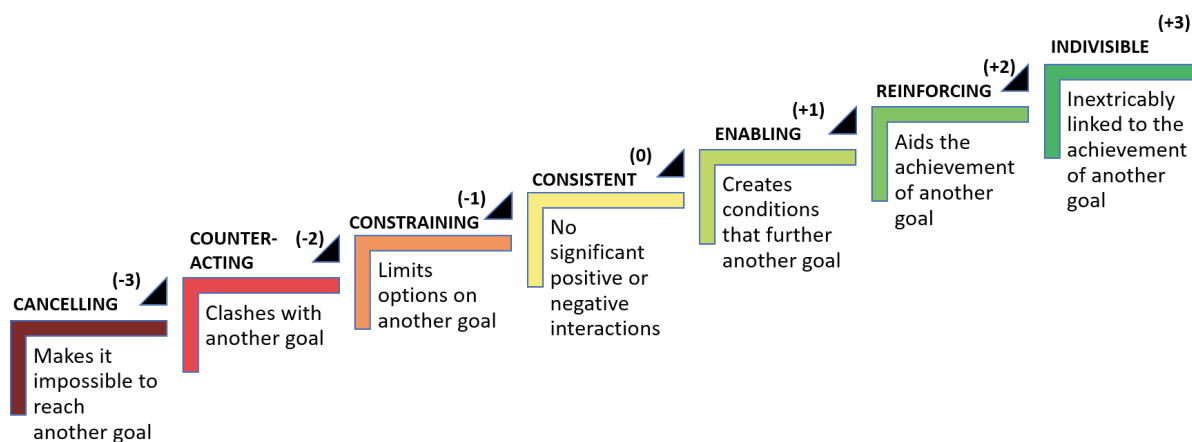 (-3)
CANCELLING
Makes it
impossible to
reach
another goal
COUNTER-
ACTING
(-2)
Clashes with
another goal
(-1)
CONSTRAINING
Limits
options on
another goal
(0)
CONSISTENT
No
significant
positive or
negative
interactions
(+1)
ENABLING
Creates
conditions
that further
another goal
(+2)
REINFORCING
Aids the
achievement
of another
goal
(+3)
INDIVISIBLE
Inextricably
linked to the
achievement
of another
goal